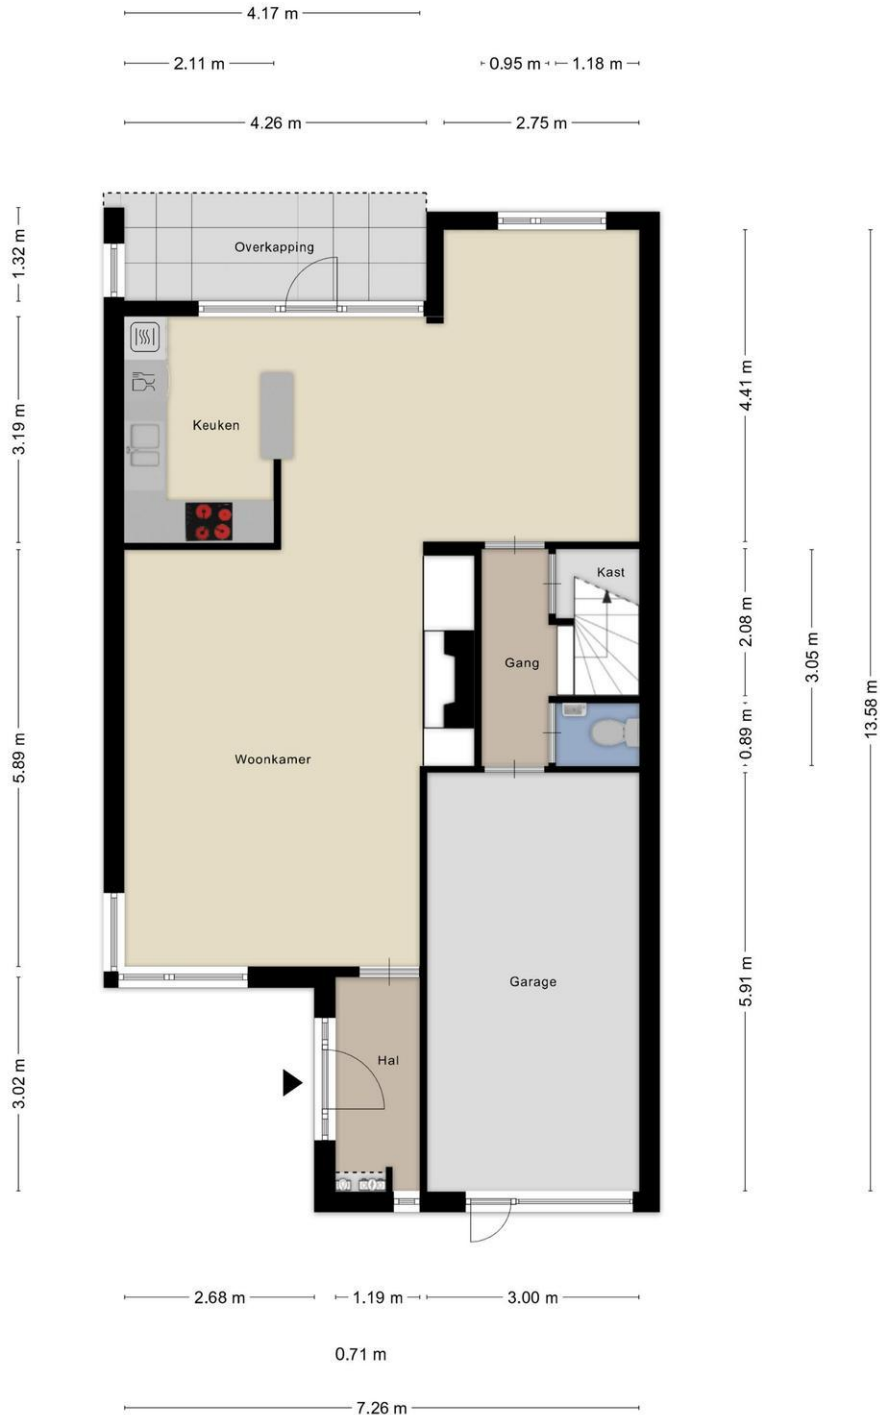 4.17 m
2.11 m
0.95 m
1.18 m
4.26 m
2.75 m
1.32 m
Overkapping
3.19 m
Keuken
4.41 m
Kast
2.08 m
3.05 m
Gang
13.58 m
0.89 m
5.89 m
Woonkamer
Garage
5.91 m
Hal
3.02 m
2.68 m
1.19 m
3.00 m
0.71 m
7.26 m